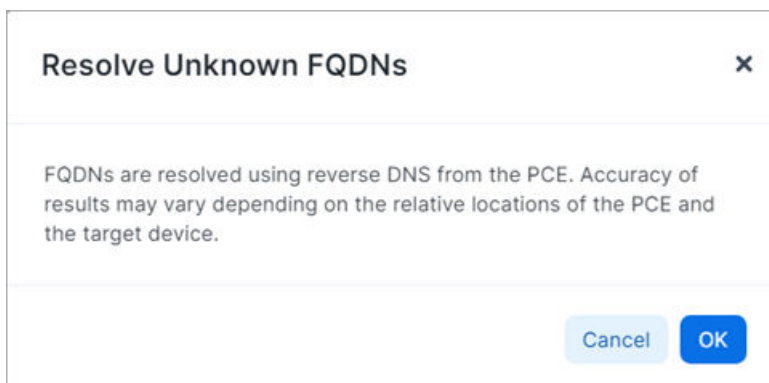 Resolve Unknown FQDNs
FQDNs are resolved using reverse DNS from the PCE. Accuracy of
results may vary depending on the relative locations of the PCE and
the target device.
Cancel
OK